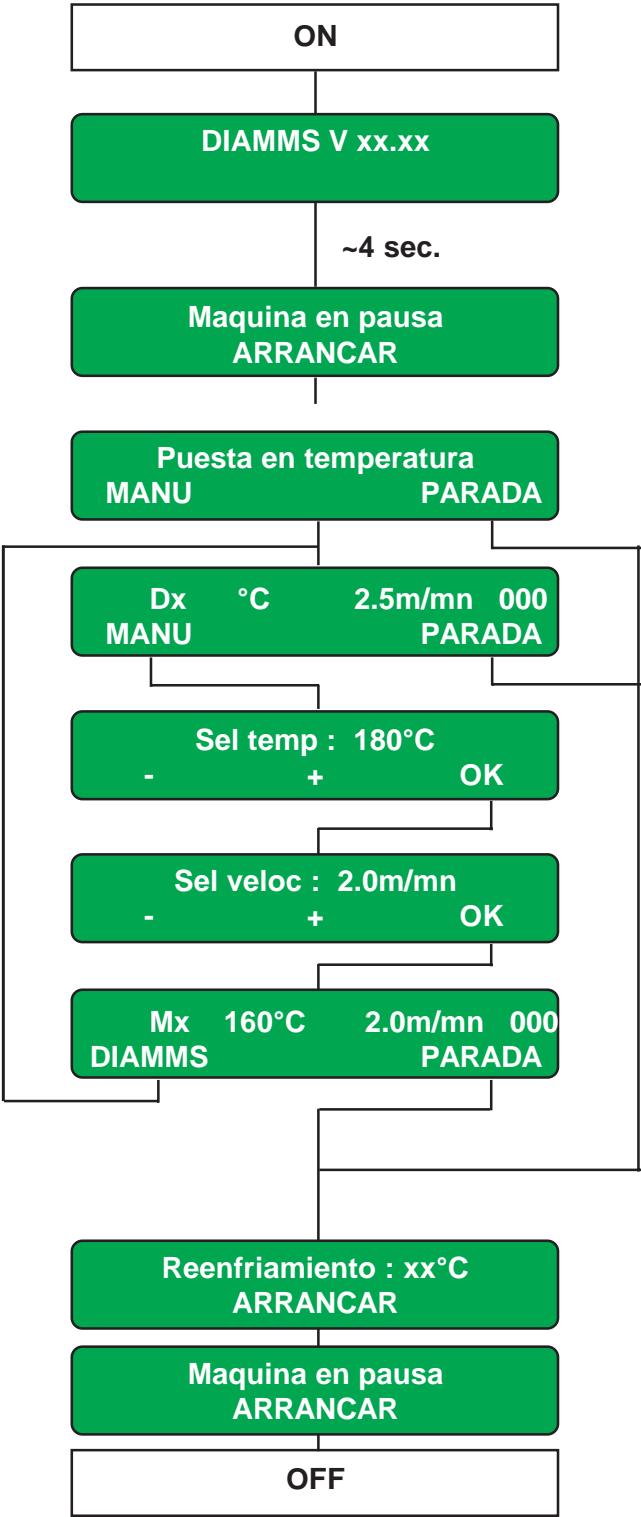 ON
DIAMMS V xx.xx
~4 sec.
Maquina en pausa
ARRANCAR
Puesta en temperatura
MANU PARADA
Dx °C 2.5m/mn 000
MANU PARADA
Sel temp : 180°C
- + OK
Sel veloc : 2.0m/mn
- + OK
Mx 160°C 2.0m/mn 000
DIAMMS PARADA
Reenfriamiento : xx°C
ARRANCAR
Maquina en pausa
ARRANCAR
OFF